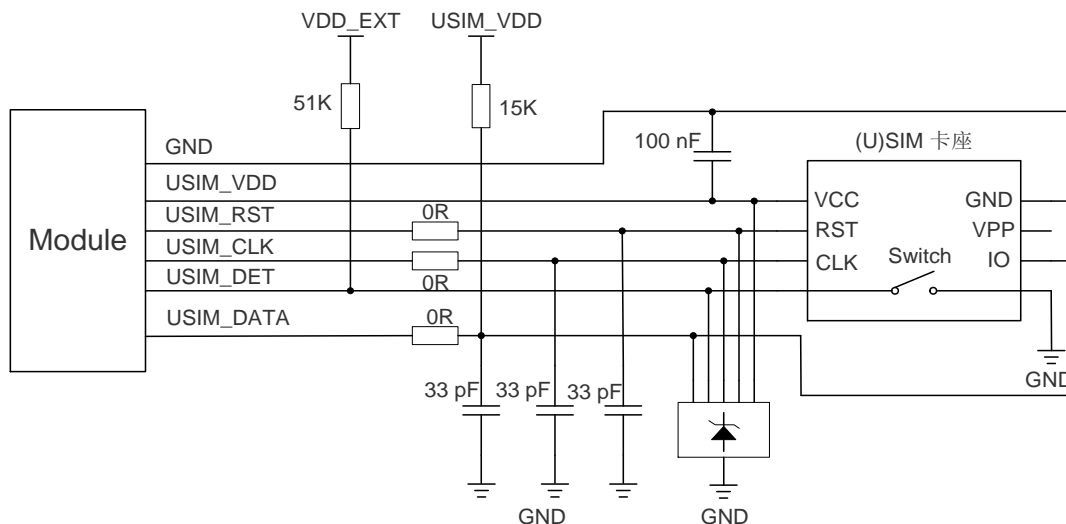 VDD_EXT
USIM_VDD
51K
15K
GND
100 nF
(U)SIM 卡座
USIM_VDD
VCC
GND
USIM_RST
0R
RST
VPP
Module
USIM_CLK
CLK
Switch
IO
USIM_DET
0R
USIM_DATA
0R
GND
33 pF
33 pF
33 pF
GND
GND